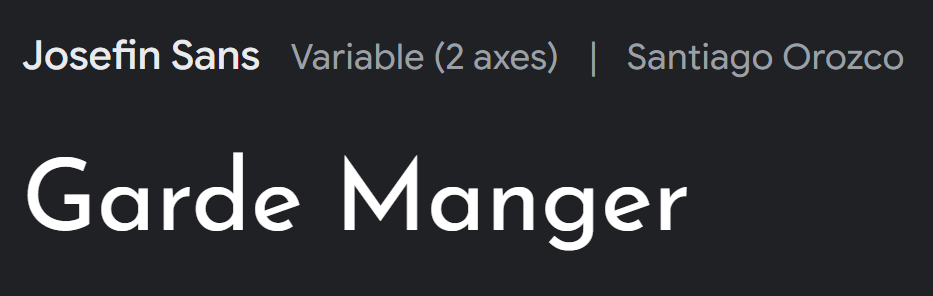 Josefin Sans Variable (2 axes) | Santiago Orozco
Garde Manger